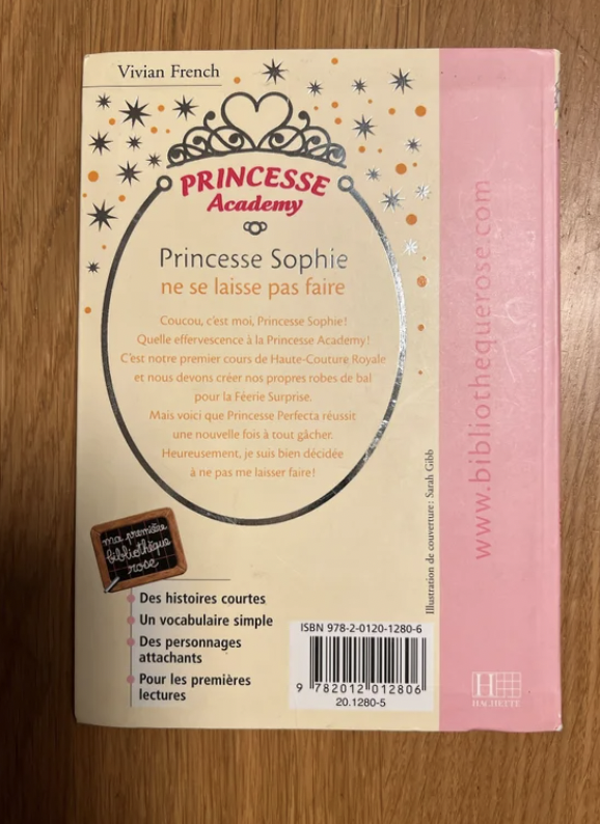 Vivian French
PRINCESSE
Academy
Princesse Sophie
ne se laisse pas faire
Coucou, c'est moi, Princesse Sophie!
Quelle effervescence à la Princesse Academy!
C'est notre premier cours de Haute-Couture Royale
et nous devons créer nos propres robes de bal
pour la Féerie Surprise.
Mais voici que Princesse Perfecta réussit
une nouvelle fois à tout gâcher.
Heureusement, je suis bien décidée
à ne pas me laisser faire!
ma première
bibliothèque
rose
Des histoires courtes
Un vocabulaire simple
Des personnages
attachants
Pour les premières
lectures
ISBN 978-2-0120-1280-6
9 782012 012806
20.1280-5
Illustration de couverture: Sarah Gibb
www.bibliothequerose.com
H
HACHETTE